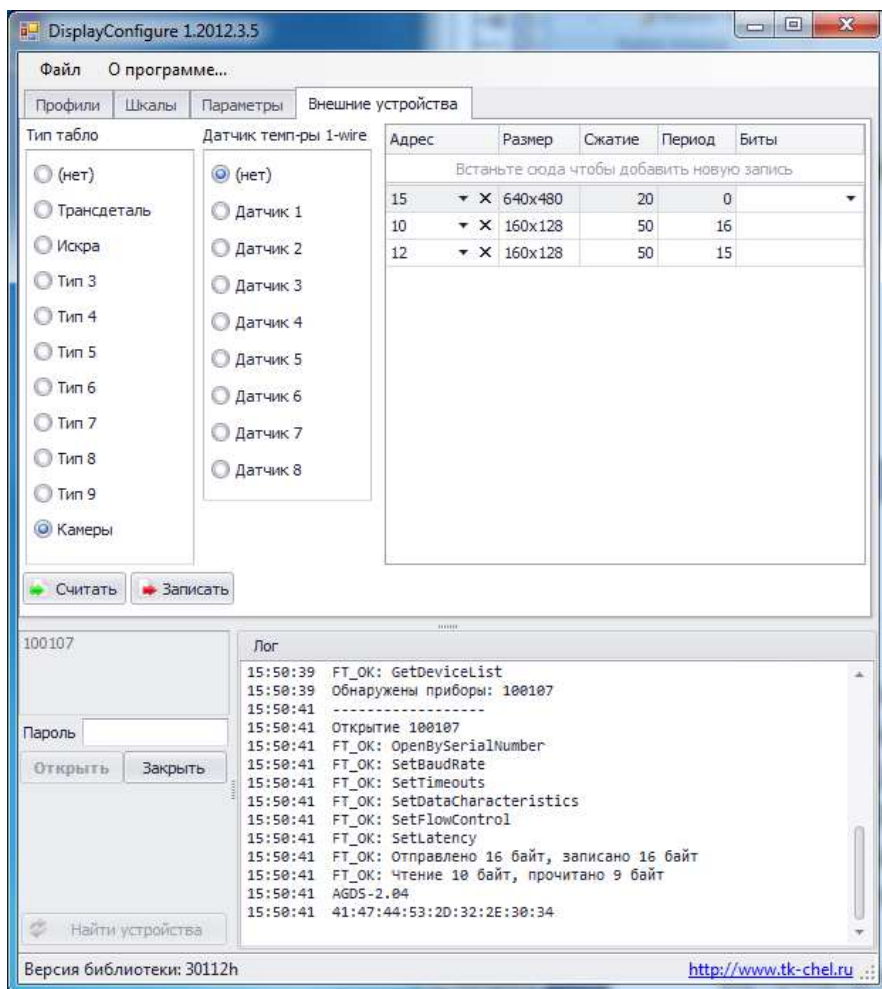 DisplayConfigure 1.2012.3.5
Файл О программе...
Профили Шкалы Параметры Внешние устройства
Тип табло
(нет)
Трансдеталь
Искра
Тип 3
Тип 4
Тип 5
Тип 6
Тип 7
Тип 8
Тип 9
Камеры
Датчик темп-ры 1-wire
(нет)
Датчик 1
Датчик 2
Датчик 3
Датчик 4
Датчик 5
Датчик 6
Датчик 7
Датчик 8
Адрес Размер Сжатие Период Биты
Встаньте сюда чтобы добавить новую запись
15 640x480 20 0
10 160x128 50 16
12 160x128 50 15
Считать Записать
100107
Пароль
Открыть Закрыть
Найти устройства
Лог
15:50:39 FT_OK: GetDeviceList
15:50:39 Обнаружены приборы: 100107
15:50:41 ------------------
15:50:41 Открытие 100107
15:50:41 FT_OK: OpenBySerialNumber
15:50:41 FT_OK: SetBaudRate
15:50:41 FT_OK: SetTimeouts
15:50:41 FT_OK: SetDataCharacteristics
15:50:41 FT_OK: SetFlowControl
15:50:41 FT_OK: SetLatency
15:50:41 FT_OK: Отправлено 16 байт, записано 16 байт
15:50:41 FT_OK: Чтение 10 байт, прочитано 9 байт
15:50:41 AGDS-2.04
15:50:41 41:47:44:53:2D:32:2E:30:34
Версия библиотеки: 30112h
http://www.tk-chel.ru